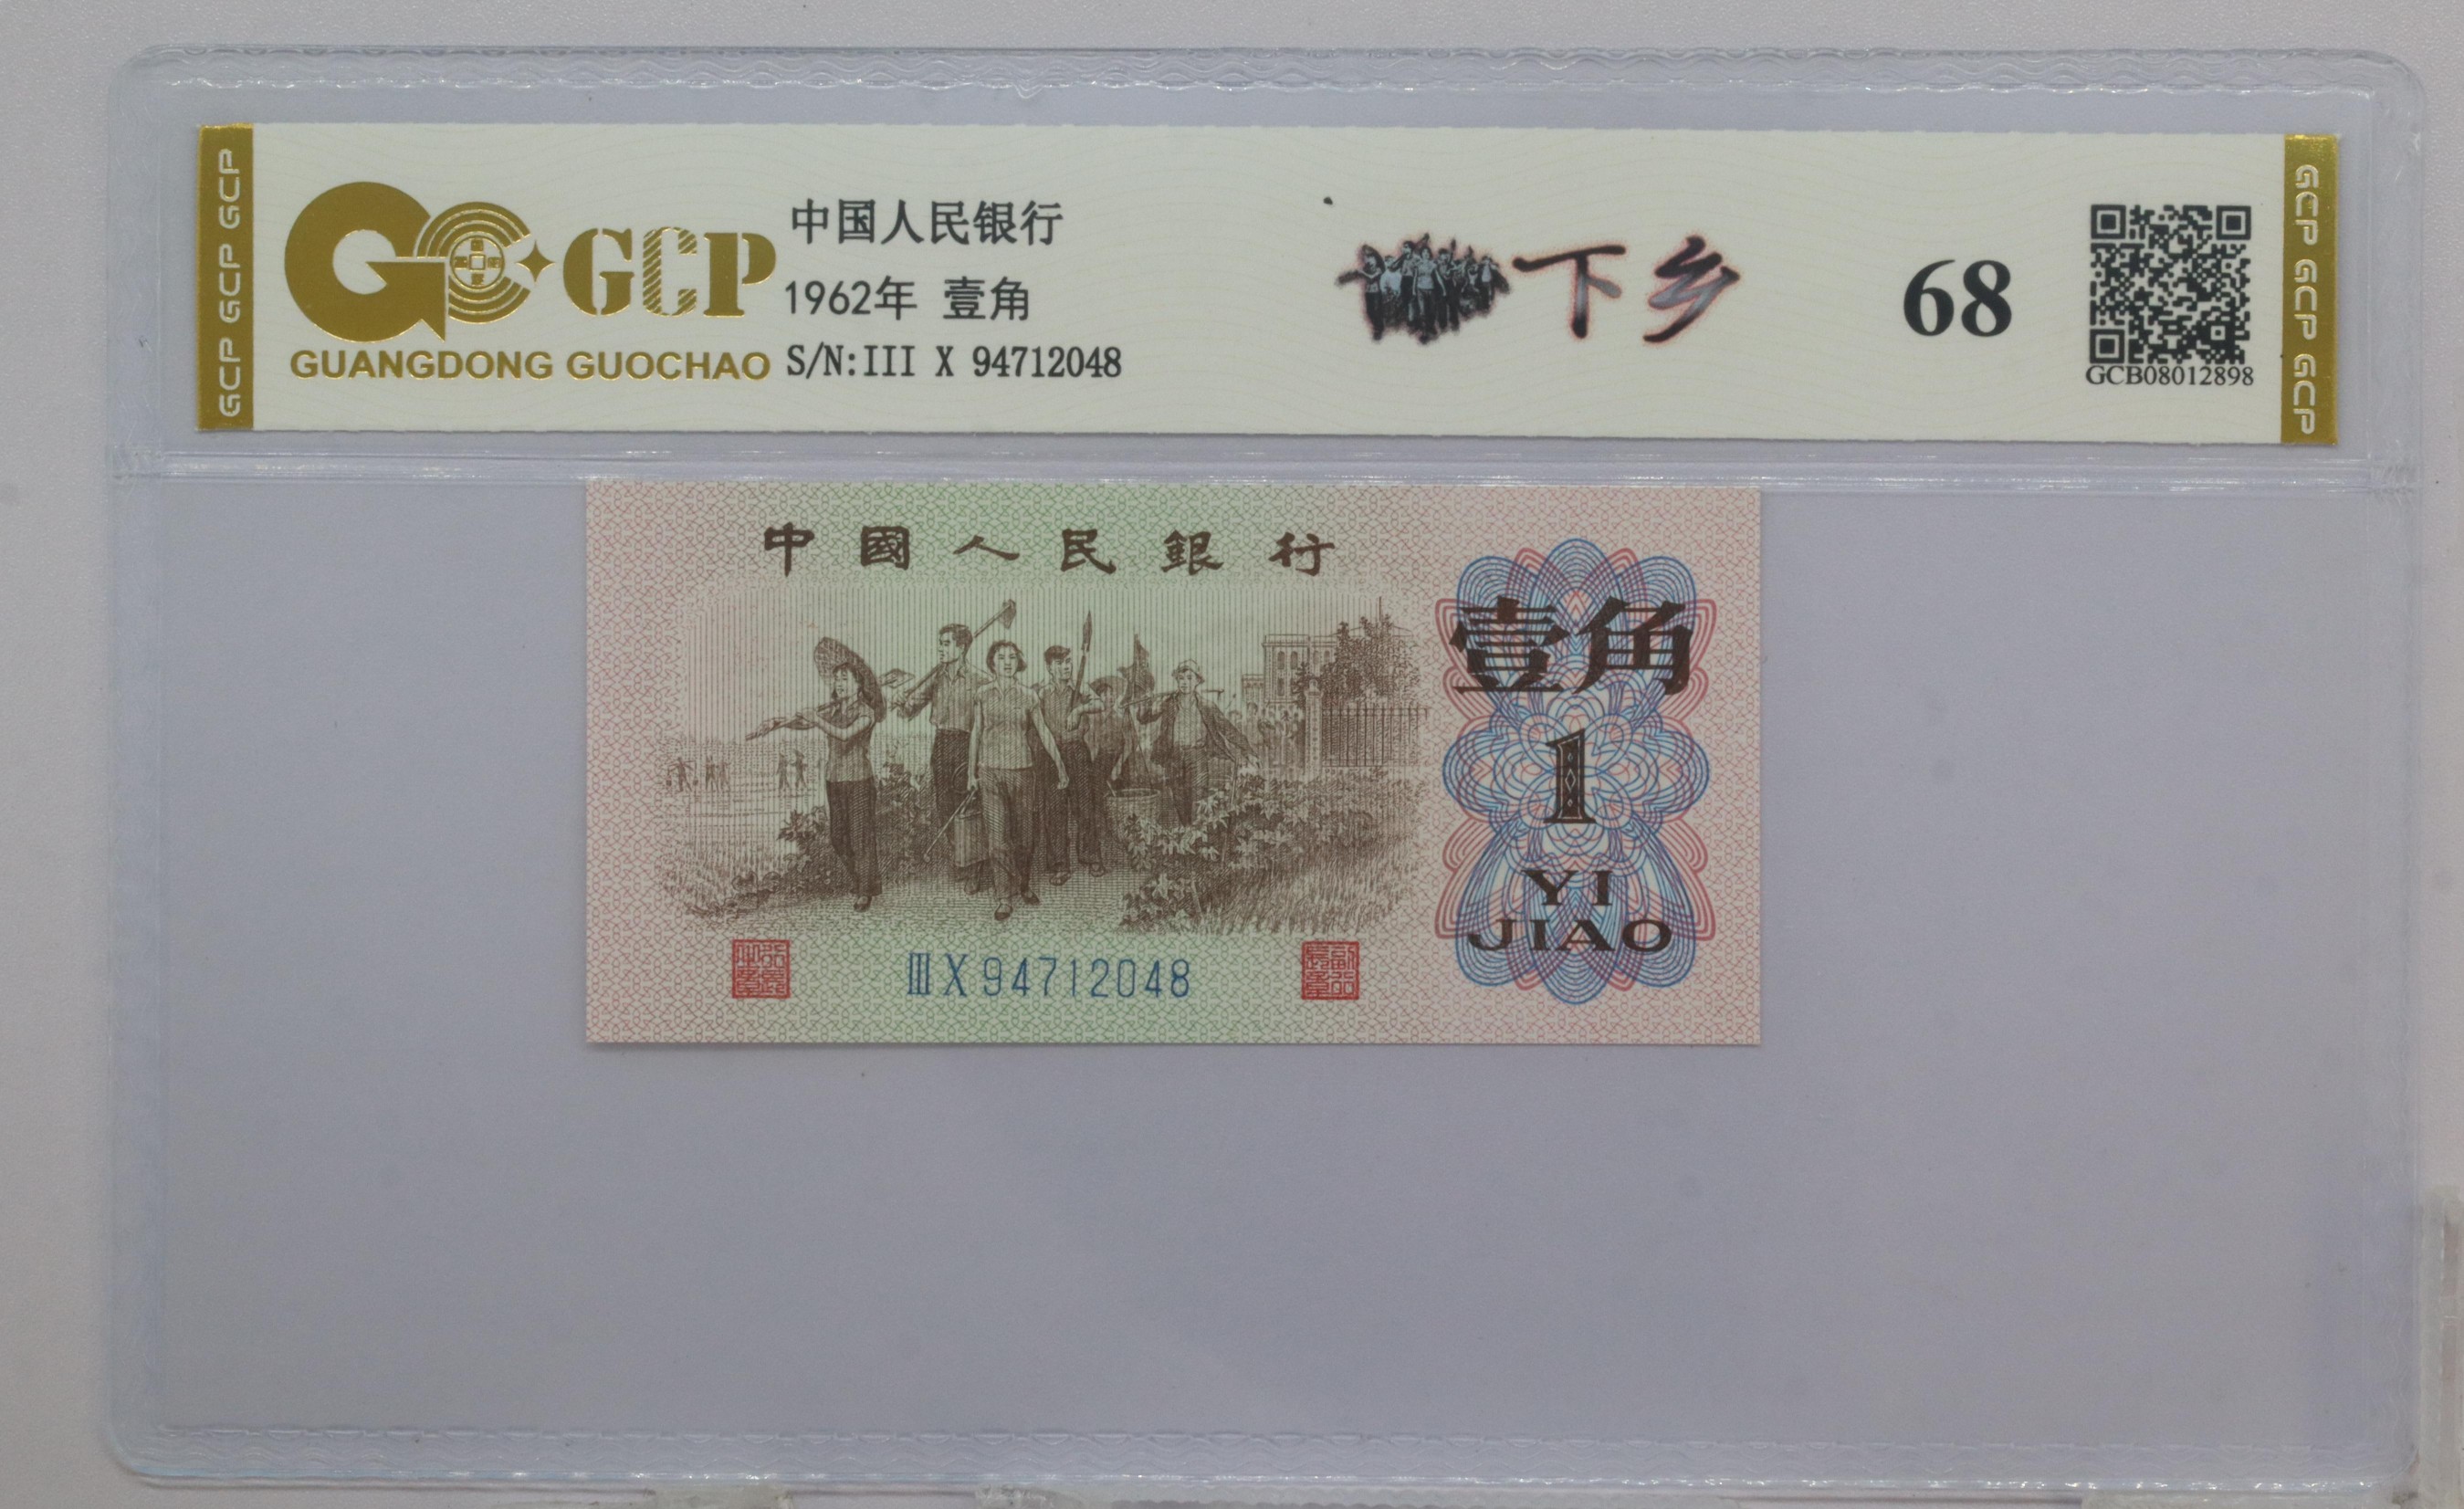 GCP GCP GCP
GCP
GUANGDONG GUOCHAO
中国人民银行
1962年 壹角
S/N:III X 94712048
下乡
68
GCB08012898
GCP GCP GCP
中國人民銀行
壹角
1
YI
JIAO
ⅢX94712048